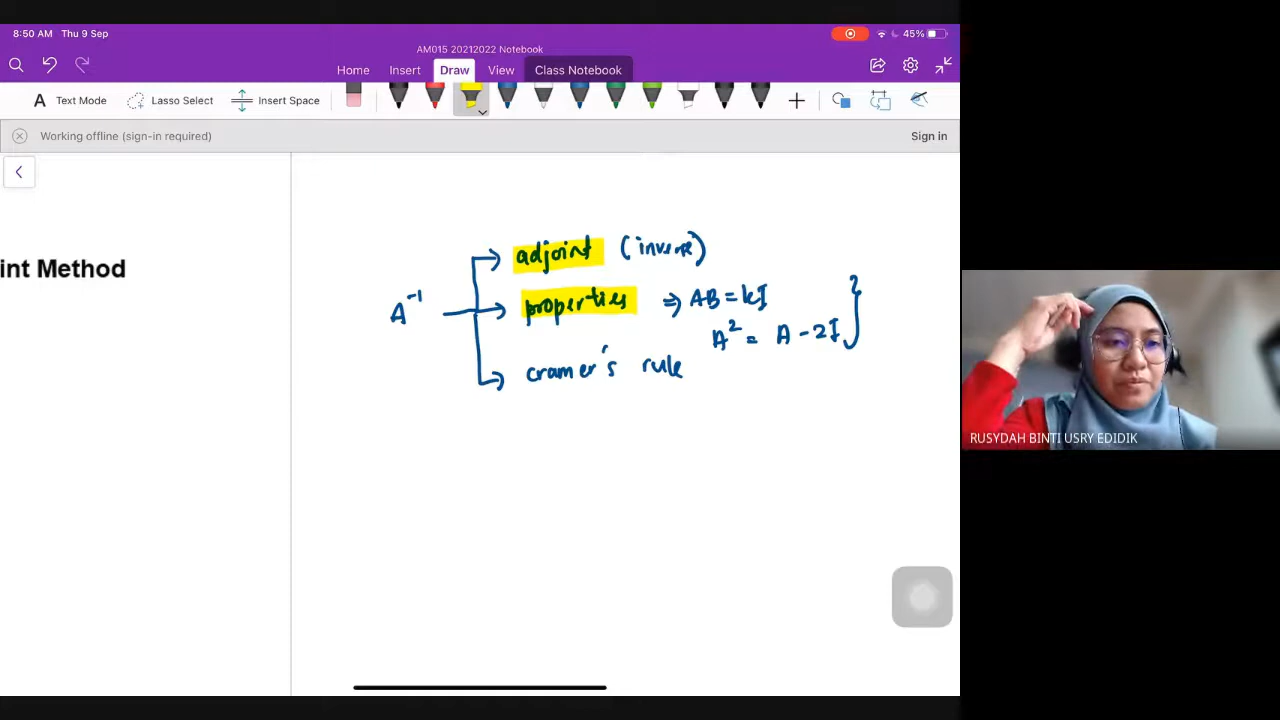 8:50 AM Thu 9 Sep
45%
AM015 20212022 Notebook
Home Insert Draw View Class Notebook
A Text Mode Lasso Select Insert Space
Working offline (sign-in required) Sign in
int Method
adjoint (inverse)
A⁻¹ properties ⇒ AB = kI
A² = A - 2I
cramer's rule
RUSYDAH BINTI USRY EDIDIK